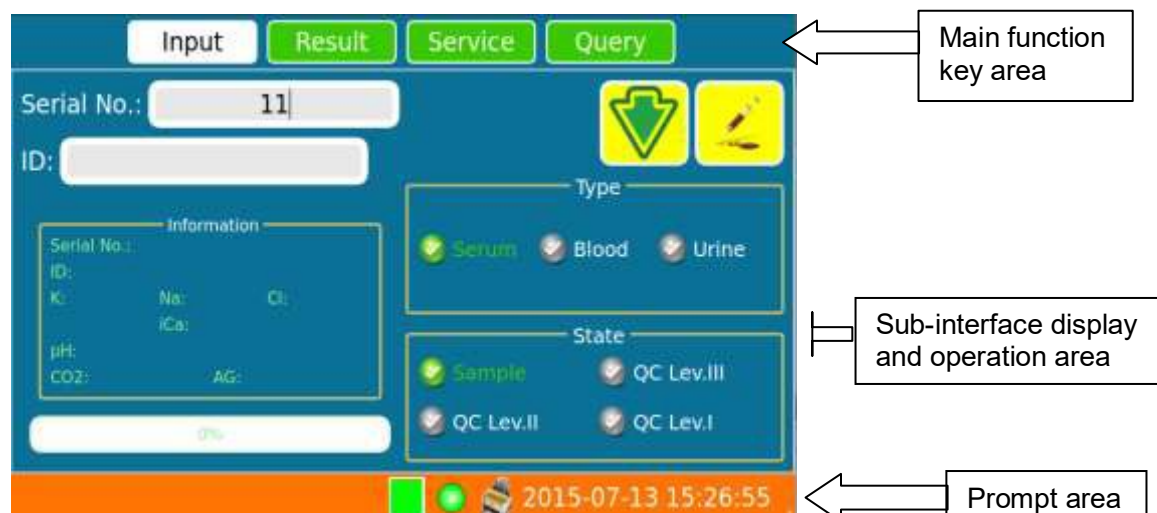 Input Result Service Query
Main function
key area
Serial No.: 11
ID:
Type
Serum Blood Urine
Information
Serial No.:
ID:
K: Na: Cl:
iCa:
pH:
CO2: AG:
Sub-interface display
and operation area
State
Sample QC Lev.III
QC Lev.II QC Lev.I
0%
2015-07-13 15:26:55
Prompt area